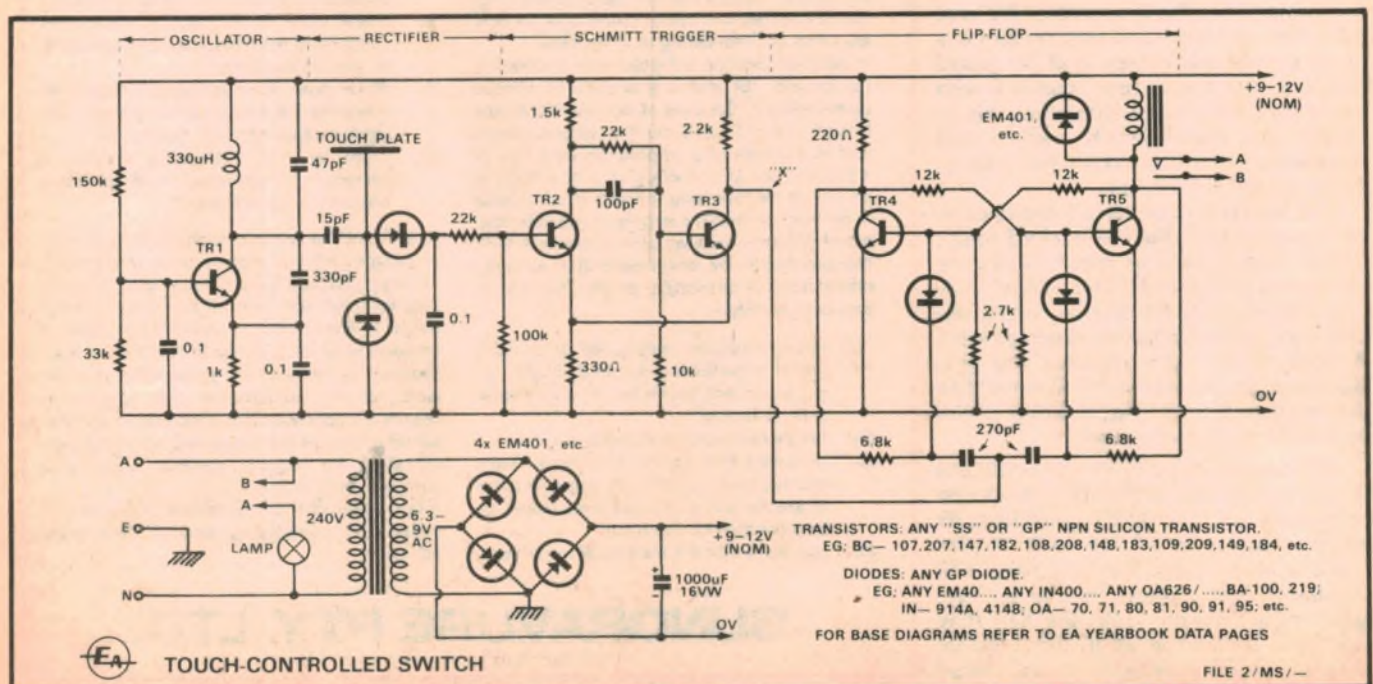 OSCILLATOR RECTIFIER SCHMITT TRIGGER FLIP-FLOP
+9–12V
(NOM)
EM401,
etc.
1.5k
22k
2.2k
220Ω
TOUCH PLATE
330uH
47pF
"X"
A
B
12k
12k
150k
100pF
15pF
22k
TR2
TR3
TR4
TR5
TR1
330pF
2.7k
0.1
33k
0.1
1k
0.1
100k
330Ω
10k
0V
270pF
6.8k
6.8k
4x EM401, etc.
A
B
A
240V
6.3–
9V
AC
E
LAMP
N
+9–12V
(NOM)
1000uF
16VW
+
-
0V
TRANSISTORS: ANY "SS" OR "GP" NPN SILICON TRANSISTOR.
EG: BC— 107,207,147,182,108,208,148,183,109,209,149,184, etc.
DIODES: ANY GP DIODE.
EG: ANY EM40.... ANY IN400.... ANY OA626/.....BA-100, 219;
IN— 914A, 4148; OA— 70, 71, 80, 81, 90, 91, 95; etc.
FOR BASE DIAGRAMS REFER TO EA YEARBOOK DATA PAGES
EA TOUCH-CONTROLLED SWITCH
FILE 2/MS/—